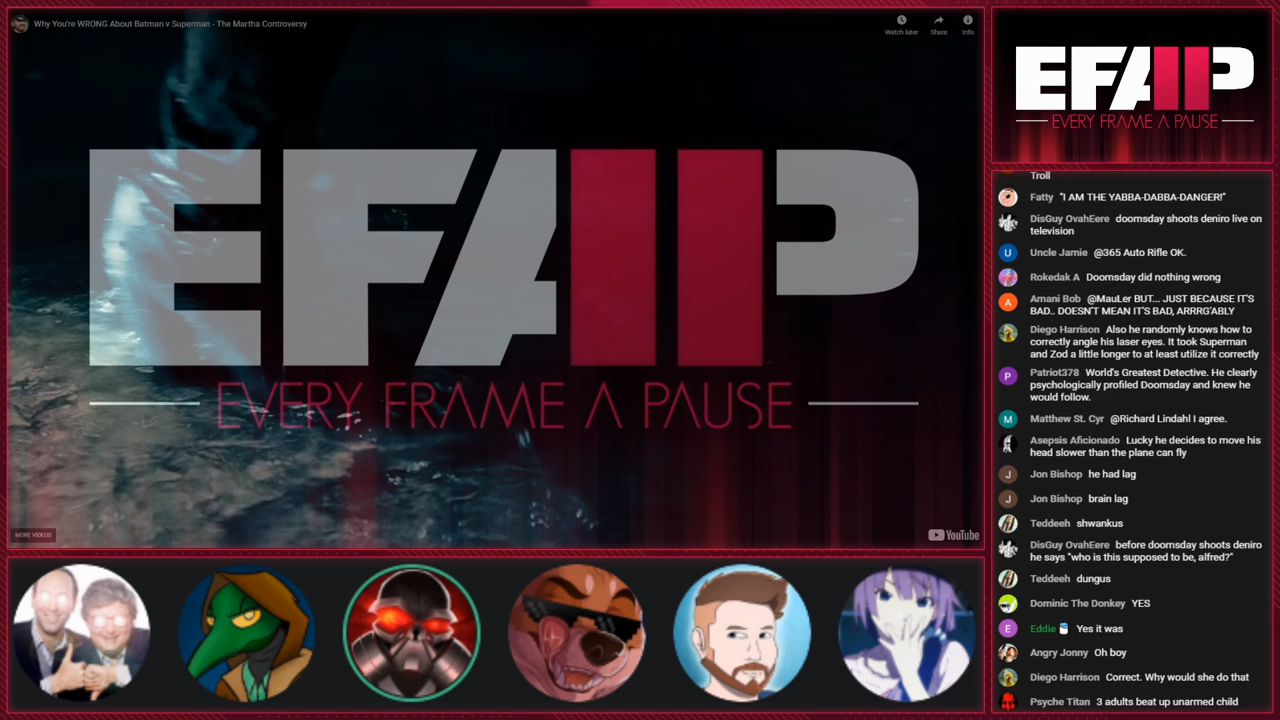 Why You're WRONG About Batman v Superman - The Martha Controversy
Watch later
Share
Info
EFAP
EVERY FRAME A PAUSE
MORE VIDEOS
YouTube
EFAP
EVERY FRAME A PAUSE
Troll
Fatty "I AM THE YABBA-DABBA-DANGER!"
DisGuy OvahEere doomsday shoots deniro live on
television
U
Uncle Jamie @365 Auto Rifle OK.
Rokedak A Doomsday did nothing wrong
A
Amani Bob @MauLer BUT... JUST BECAUSE IT'S
BAD.. DOESN'T MEAN IT'S BAD, ARRRG'ABLY
Diego Harrison Also he randomly knows how to
correctly angle his laser eyes. It took Superman
and Zod a little longer to at least utilize it correctly
P
Patriot378 World's Greatest Detective. He clearly
psychologically profiled Doomsday and knew he
would follow.
M
Matthew St. Cyr @Richard Lindahl I agree.
Asepsis Aficionado Lucky he decides to move his
head slower than the plane can fly
J
Jon Bishop he had lag
J
Jon Bishop brain lag
Teddeeh shwankus
DisGuy OvahEere before doomsday shoots deniro
he says "who is this supposed to be, alfred?"
Teddeeh dungus
Dominic The Donkey YES
E
Eddie Yes it was
Angry Jonny Oh boy
Diego Harrison Correct. Why would she do that
Psyche Titan 3 adults beat up unarmed child